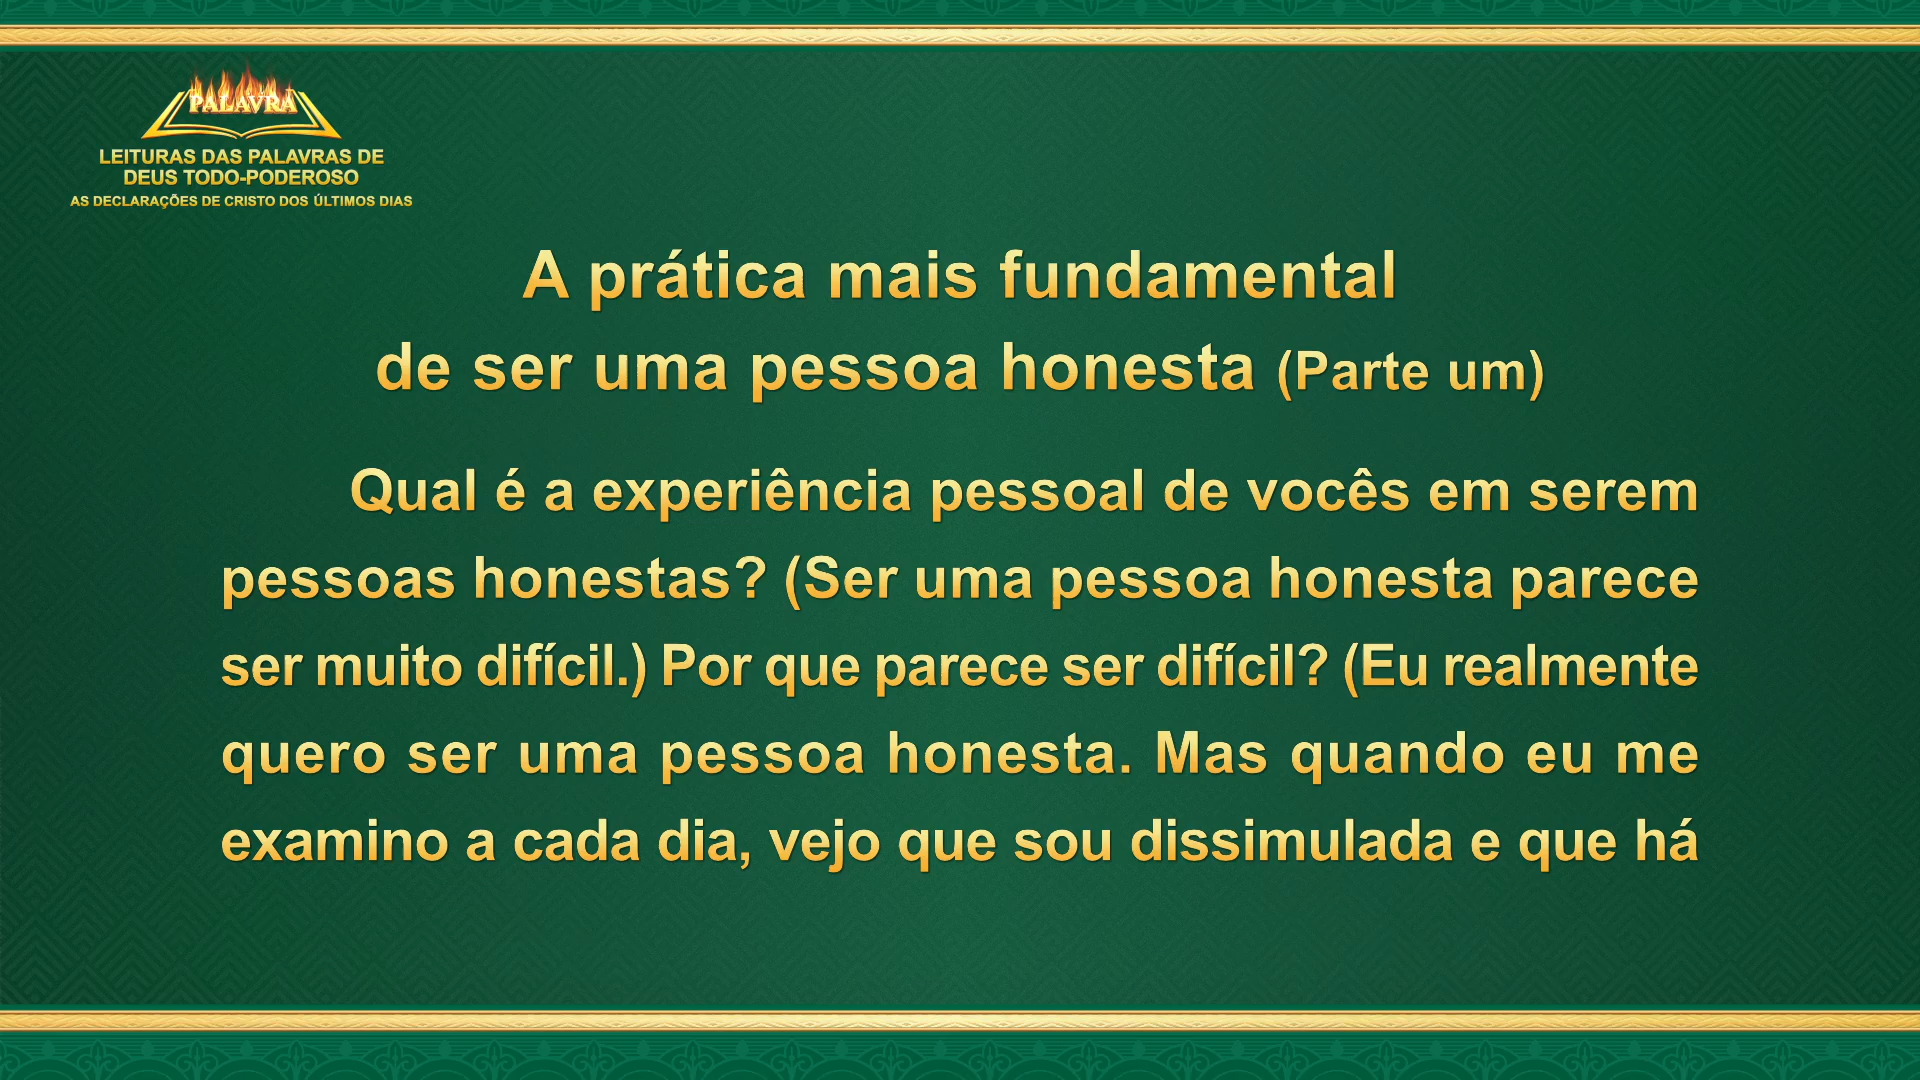 PALAVRA
LEITURAS DAS PALAVRAS DE
DEUS TODO-PODEROSO
AS DECLARAÇÕES DE CRISTO DOS ÚLTIMOS DIAS
A prática mais fundamental
de ser uma pessoa honesta (Parte um)
Qual é a experiência pessoal de vocês em serem
pessoas honestas? (Ser uma pessoa honesta parece
ser muito difícil.) Por que parece ser difícil? (Eu realmente
quero ser uma pessoa honesta. Mas quando eu me
examino a cada dia, vejo que sou dissimulada e que há